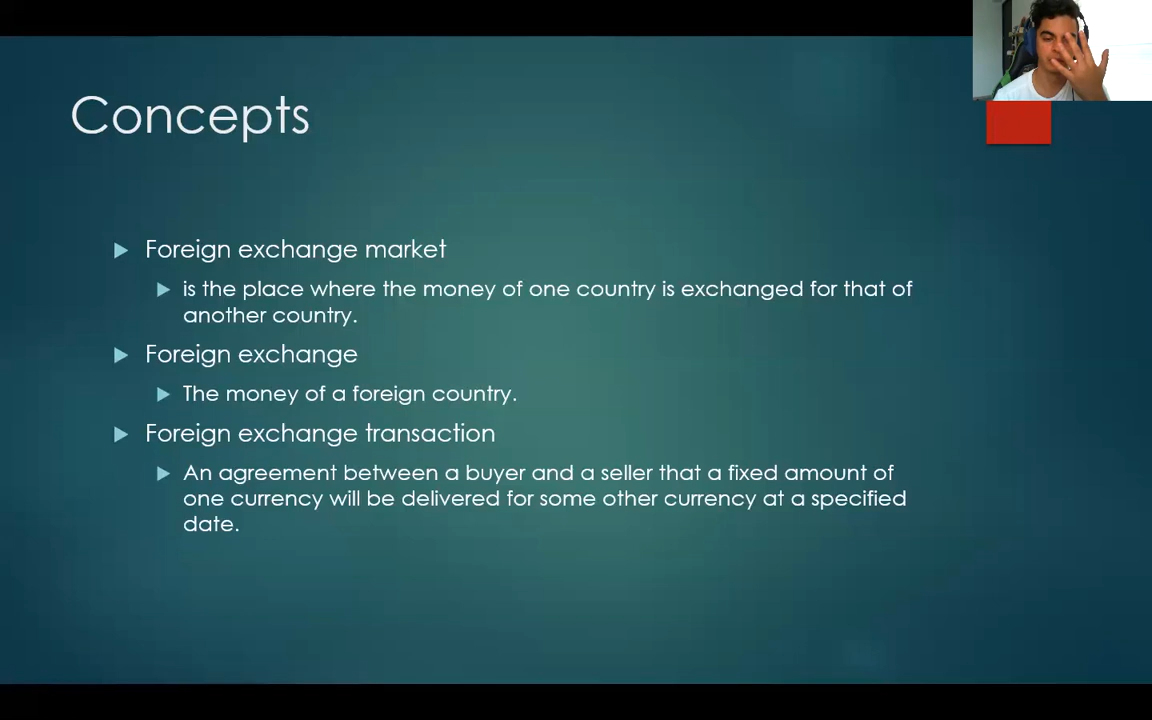 Concepts
Foreign exchange market
is the place where the money of one country is exchanged for that of
another country.
Foreign exchange
The money of a foreign country.
Foreign exchange transaction
An agreement between a buyer and a seller that a fixed amount of
one currency will be delivered for some other currency at a specified
date.